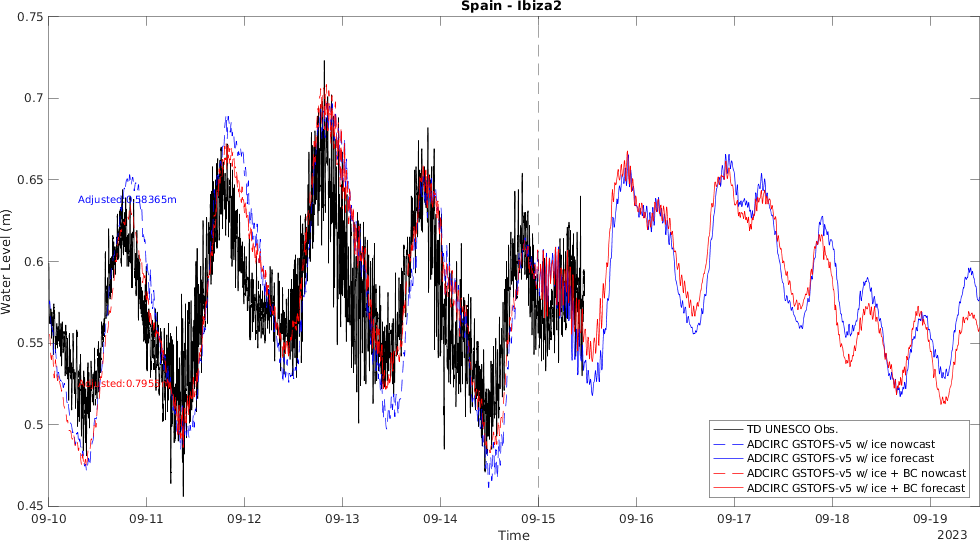 Spain - Ibiza2
0.75
0.7
0.65
0.6
0.55
0.5
0.45
Water Level (m)
Adjusted:0.58365m
TD UNESCO Obs.
ADCIRC GSTOFS-v5 w/ ice nowcast
ADCIRC GSTOFS-v5 w/ ice forecast
ADCIRC GSTOFS-v5 w/ ice + BC nowcast
ADCIRC GSTOFS-v5 w/ ice + BC forecast
09-10 09-11 09-12 09-13 09-14 09-15 09-16 09-17 09-18 09-19
Time
2023